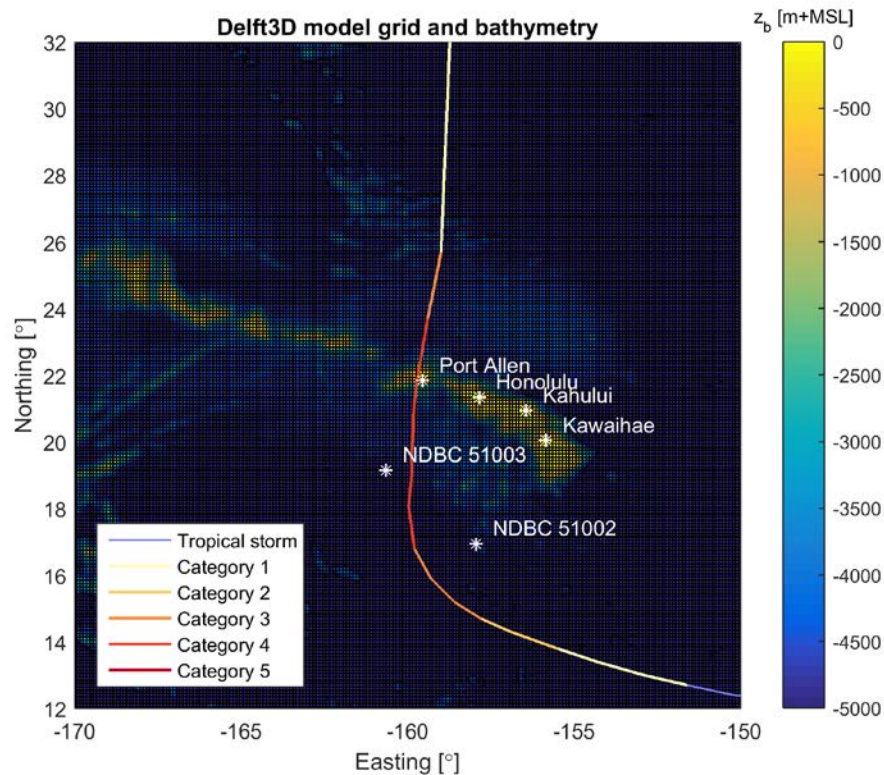 Delft3D model grid and bathymetry
z_b [m+MSL]
32
30
28
26
24
22
20
18
16
14
12
Northing [°]
Port Allen
Honolulu
Kahului
Kawaihae
NDBC 51003
NDBC 51002
Tropical storm
Category 1
Category 2
Category 3
Category 4
Category 5
-170
-165
-160
-155
-150
Easting [°]
0
-500
-1000
-1500
-2000
-2500
-3000
-3500
-4000
-4500
-5000